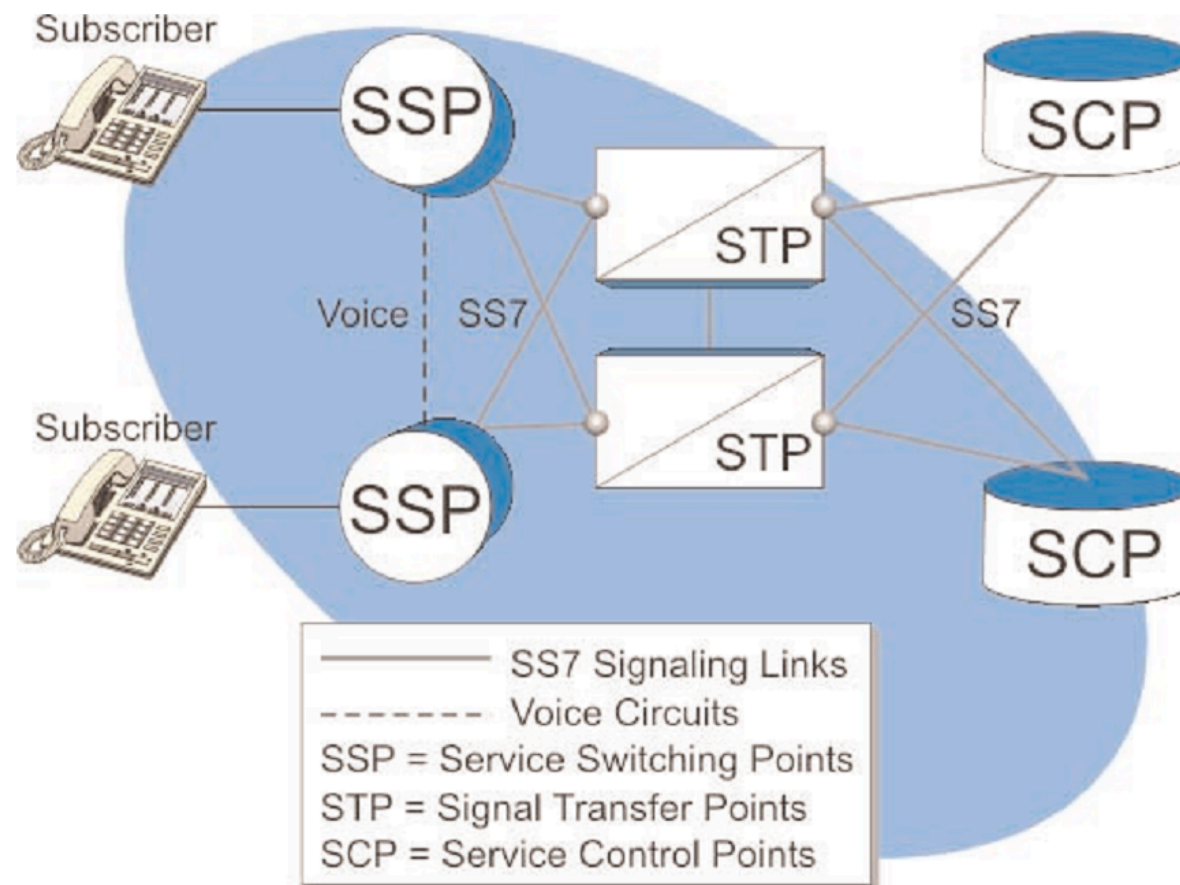 Subscriber
SSP
SCP
STP
Voice
SS7
SS7
Subscriber
STP
SSP
SCP
SS7 Signaling Links
Voice Circuits
SSP = Service Switching Points
STP = Signal Transfer Points
SCP = Service Control Points